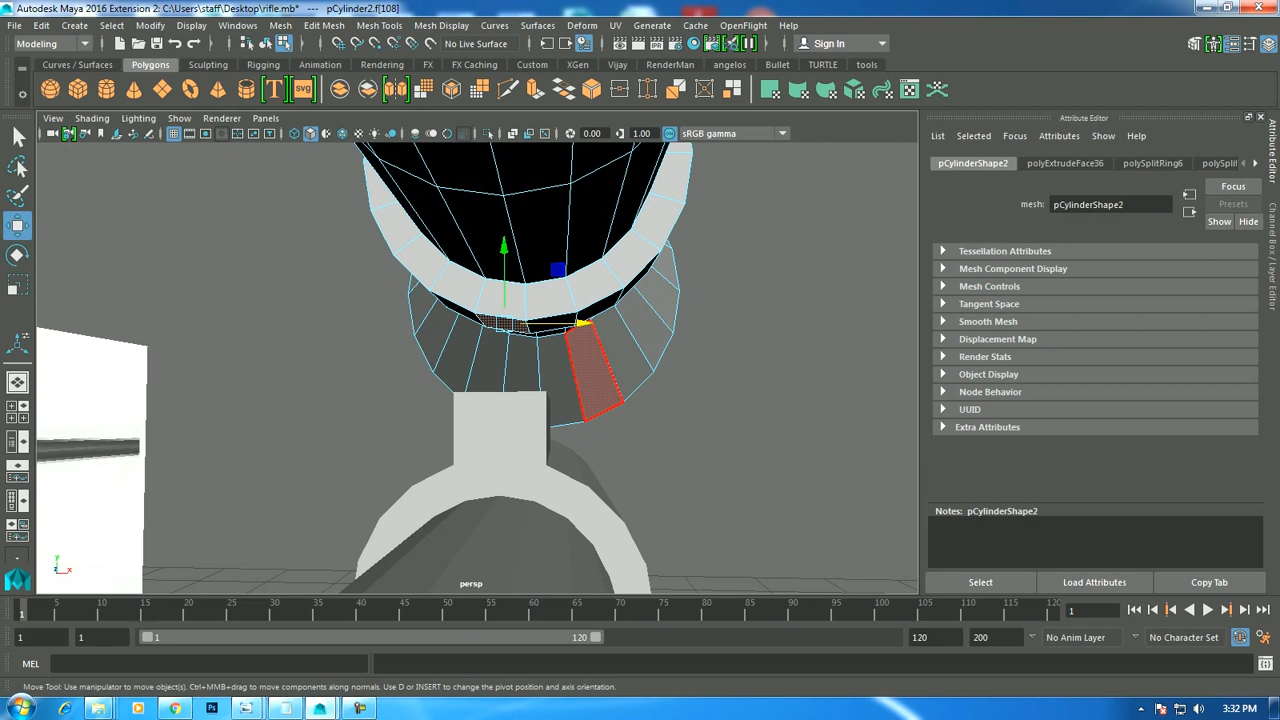 Autodesk Maya 2016 Extension 2: C:\Users\staff\Desktop\rifle.mb*   ---   pCylinder2.f[108]
File Edit Create Select Modify Display Windows Mesh Edit Mesh Mesh Tools Mesh Display Curves Surfaces Deform UV Generate Cache OpenFlight Help
Modeling No Live Surface Sign In
Curves / Surfaces Polygons Sculpting Rigging Animation Rendering FX FX Caching Custom XGen Vijay RenderMan angelos Bullet TURTLE tools
T svg
View Shading Lighting Show Renderer Panels
0.00 1.00 sRGB gamma
Attribute Editor
List Selected Focus Attributes Show Help
pCylinderShape2 polyExtrudeFace36 polySplitRing6 polySplit
Focus
Presets
mesh: pCylinderShape2
Show Hide
Tessellation Attributes
Mesh Component Display
Mesh Controls
Tangent Space
Smooth Mesh
Displacement Map
Render Stats
Object Display
Node Behavior
UUID
Extra Attributes
Notes: pCylinderShape2
Select Load Attributes Copy Tab
Attribute Editor
Channel Box / Layer Editor
y
z x
persp
1 5 10 15 20 25 30 35 40 45 50 55 60 65 70 75 80 85 90 95 100 105 110 115 120 1
1 1 1 120 120 200 No Anim Layer No Character Set
MEL
Move Tool: Use manipulator to move object(s). Ctrl+MMB+drag to move components along normals. Use D or INSERT to change the pivot position and axis orientation.
Ps 3:32 PM